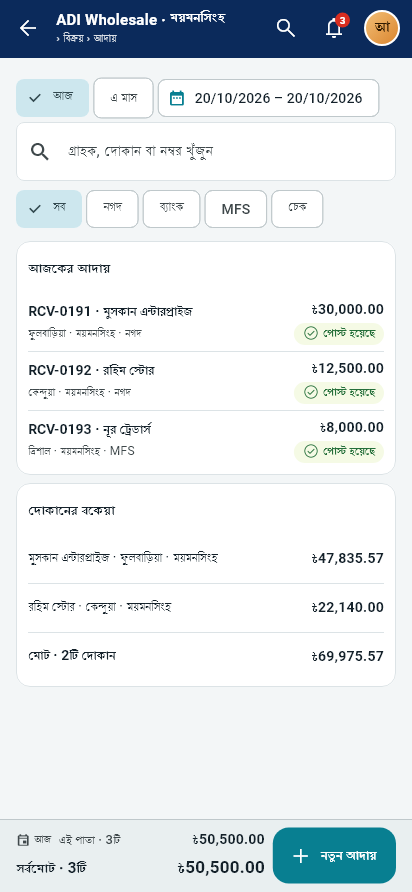 ADI Wholesale · ময়মনসিংহ
› বিক্রয় › আদায়
3
আ
আজ
এ মাস
20/10/2026 – 20/10/2026
গ্রাহক, দোকান বা নম্বর খুঁজুন
সব
নগদ
ব্যাংক
MFS
চেক
আজকের আদায়
RCV-0191 · মুসকান এন্টারপ্রাইজ
৳30,000.00
ফুলবাড়িয়া · ময়মনসিংহ · নগদ
পোস্ট হয়েছে
RCV-0192 · রহিম স্টোর
৳12,500.00
কেন্দুয়া · ময়মনসিংহ · নগদ
পোস্ট হয়েছে
RCV-0193 · নূর ট্রেডার্স
৳8,000.00
ত্রিশাল · ময়মনসিংহ · MFS
পোস্ট হয়েছে
দোকানের বকেয়া
মুসকান এন্টারপ্রাইজ · ফুলবাড়িয়া · ময়মনসিংহ
৳47,835.57
রহিম স্টোর · কেন্দুয়া · ময়মনসিংহ
৳22,140.00
মোট · 2টি দোকান
৳69,975.57
আজ এই পাতা · 3টি
৳50,500.00
সর্বমোট · 3টি
৳50,500.00
নতুন আদায়